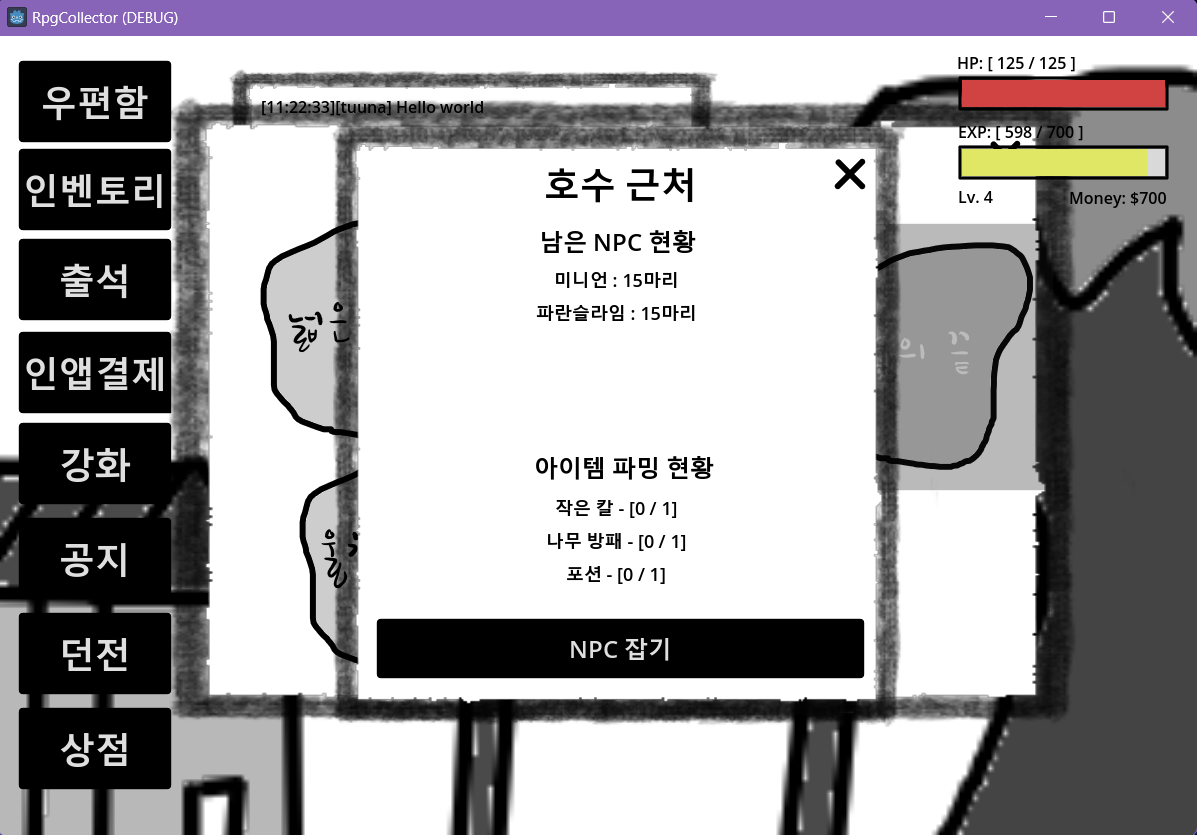 RpgCollector (DEBUG)
우편함
인벤토리
출석
인앱결제
강화
공지
던전
상점
[11:22:33][tuuna] Hello world
HP: [ 125 / 125 ]
EXP: [ 598 / 700 ]
Lv. 4
Money: $700
호수 근처
남은 NPC 현황
미니언 : 15마리
파란슬라임 : 15마리
아이템 파밍 현황
작은 칼 - [0 / 1]
나무 방패 - [0 / 1]
포션 - [0 / 1]
NPC 잡기
넓은
의 끝